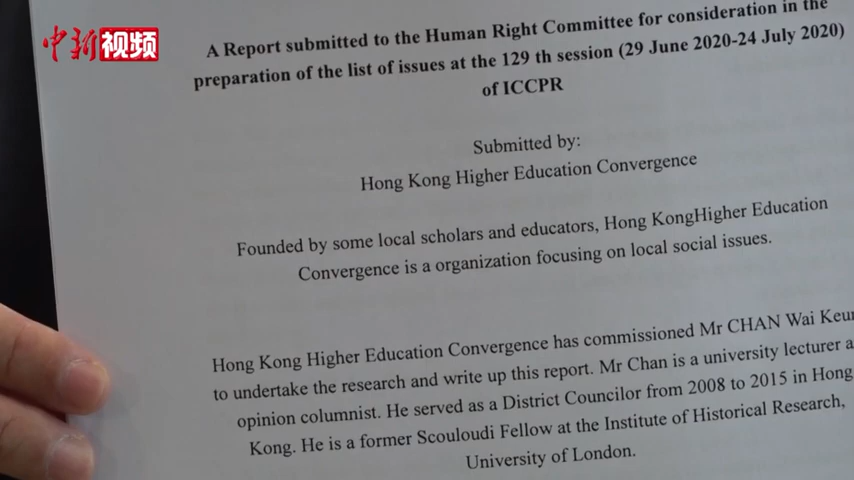 中新视频
A Report submitted to the Human Right Committee for consideration in the
preparation of the list of issues at the 129 th session (29 June 2020-24 July 2020)
of ICCPR
Submitted by:
Hong Kong Higher Education Convergence
Founded by some local scholars and educators, Hong KongHigher Education
Convergence is a organization focusing on local social issues.
Hong Kong Higher Education Convergence has commissioned Mr CHAN Wai Keun
to undertake the research and write up this report. Mr Chan is a university lecturer a
opinion columnist. He served as a District Councilor from 2008 to 2015 in Hong
Kong. He is a former Scouloudi Fellow at the Institute of Historical Research,
University of London.